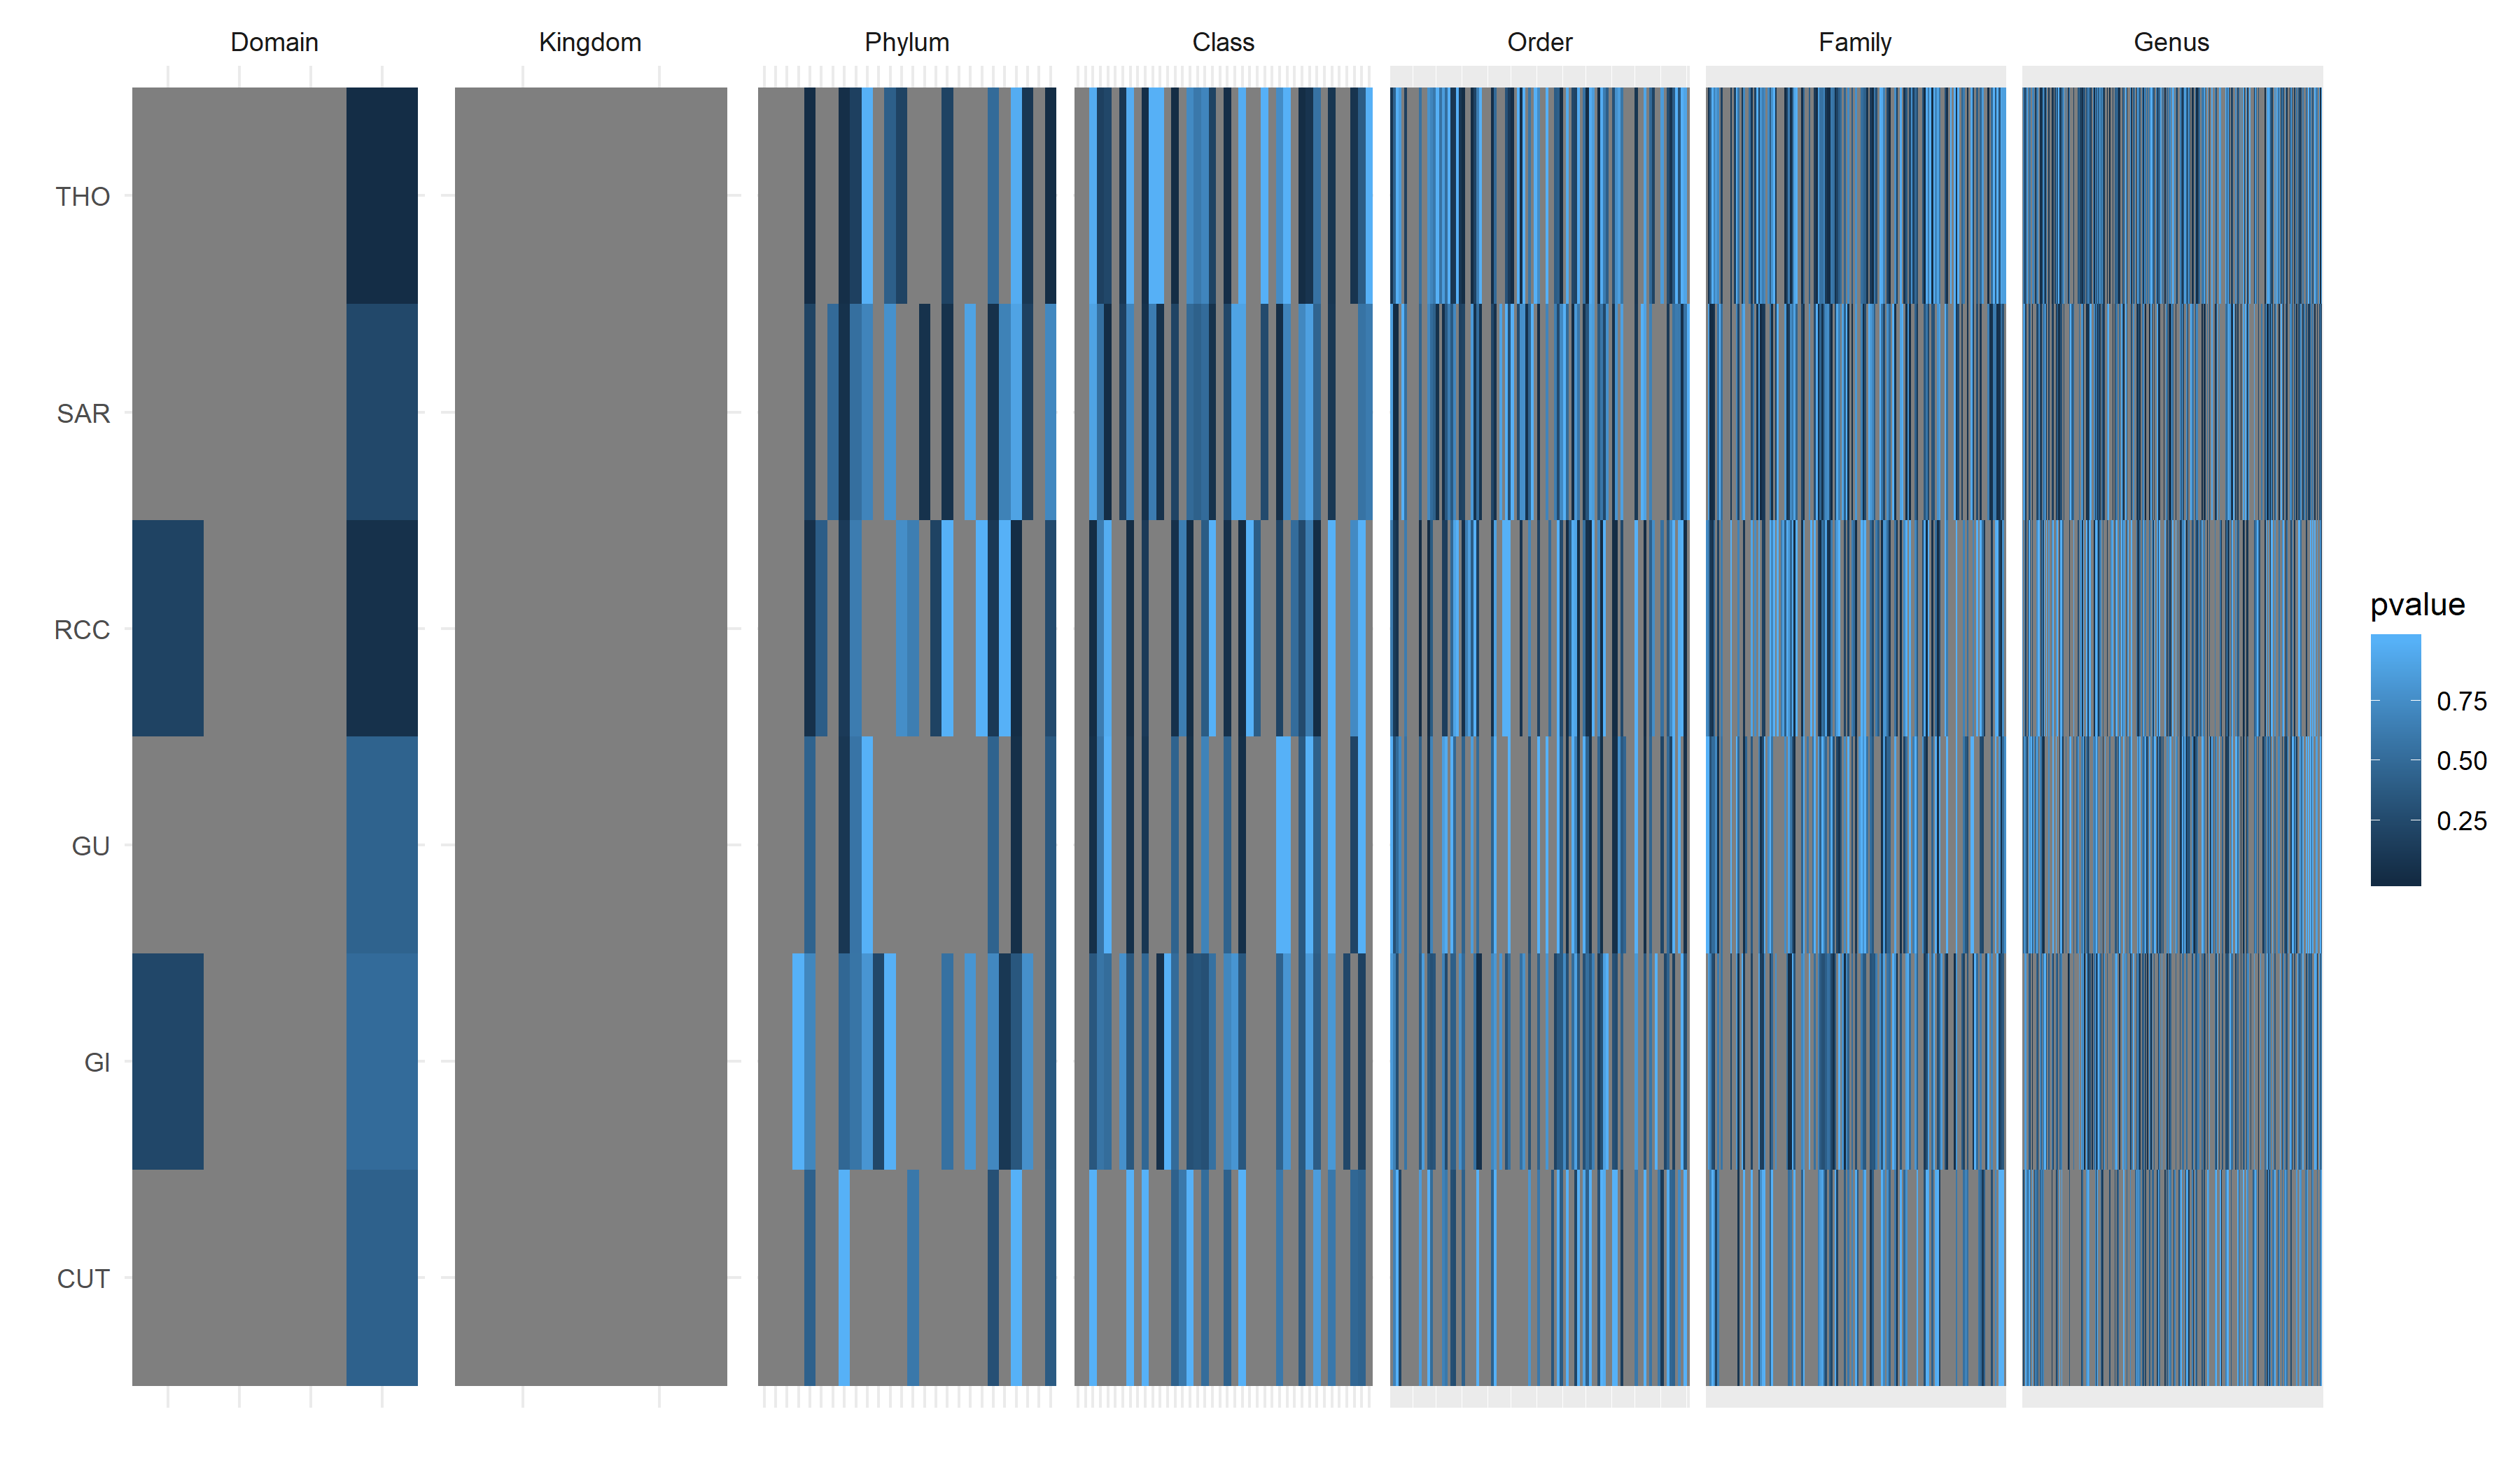 Domain Kingdom Phylum Class Order Family Genus
THO
SAR
RCC
GU
GI
CUT
pvalue
0.75
0.50
0.25